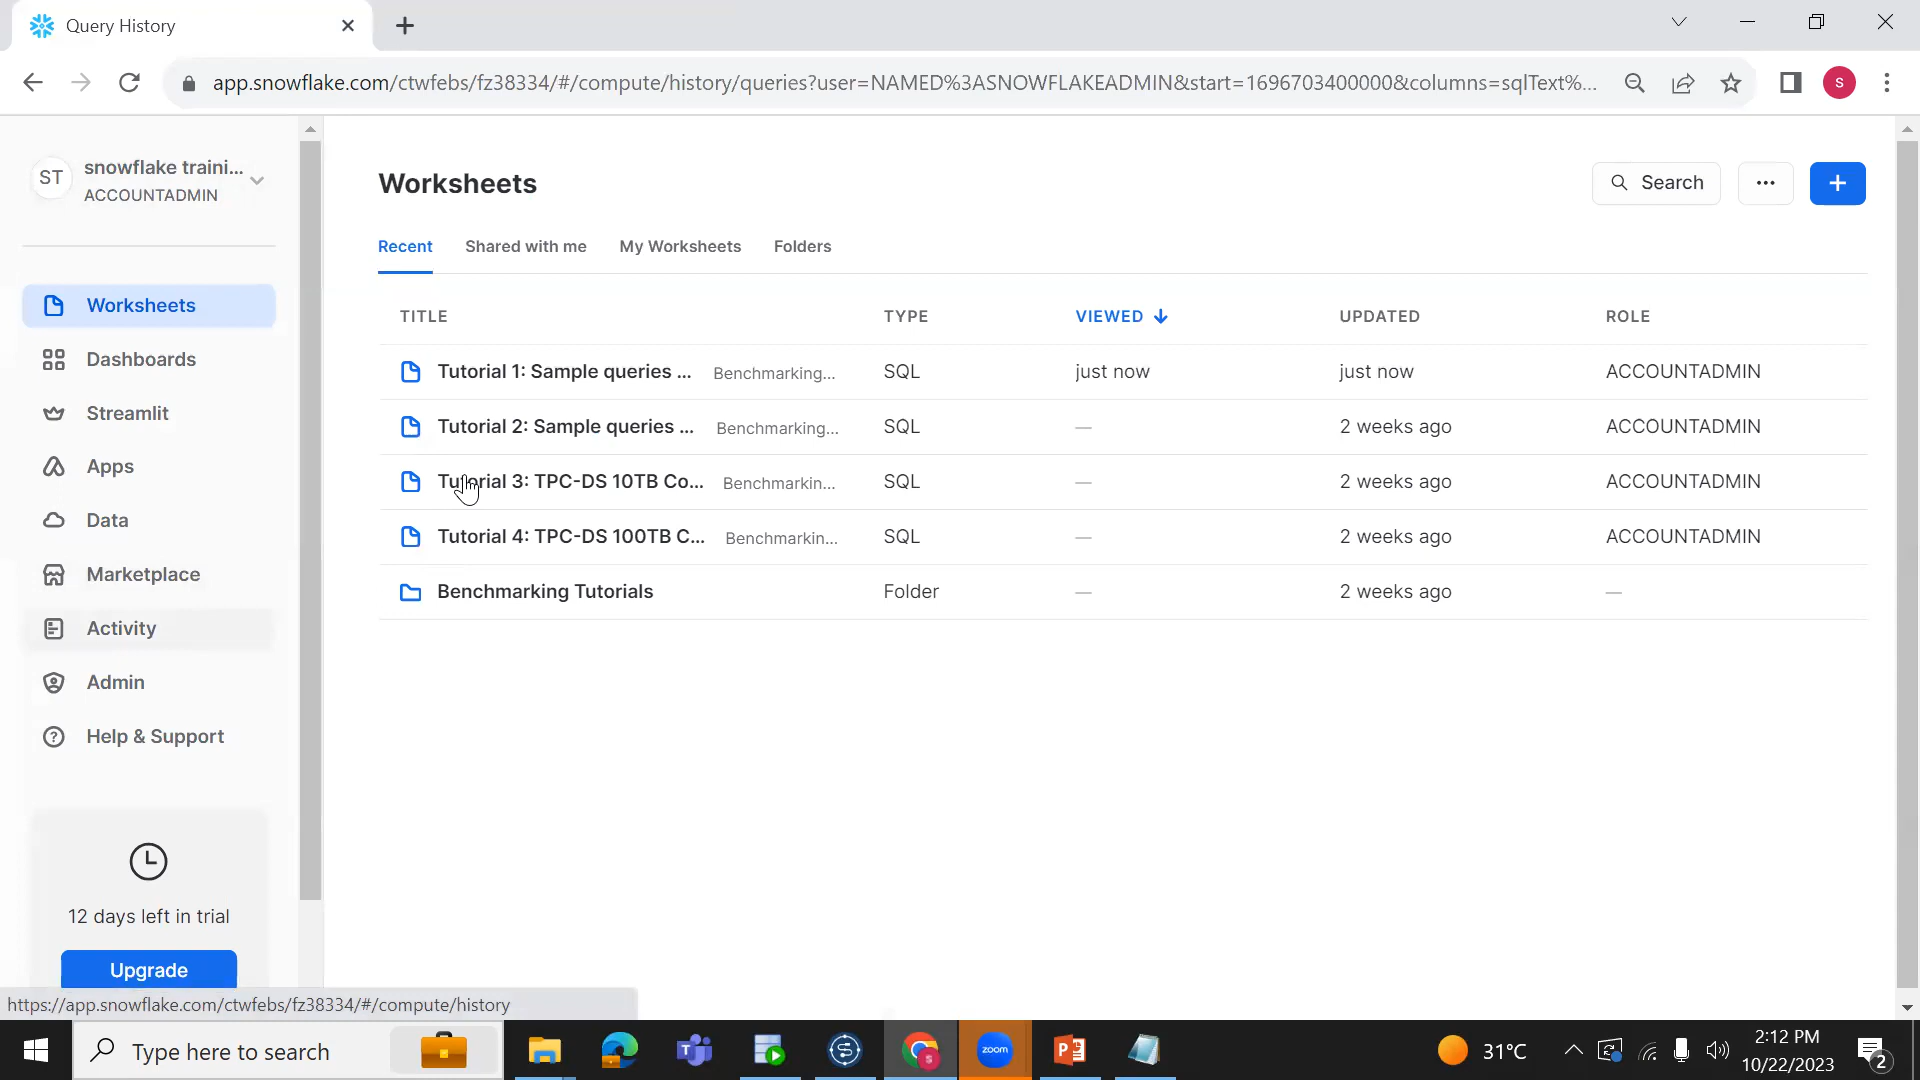 Query History
app.snowflake.com/ctwfebs/fz38334/#/compute/history/queries?user=NAMED%3ASNOWFLAKEADMIN&start=1696703400000&columns=sqlText%...
S
ST
snowflake traini...
ACCOUNTADMIN
Worksheets
Dashboards
Streamlit
Apps
Data
Marketplace
Activity
Admin
Help & Support
12 days left in trial
Upgrade
Worksheets
Search
Recent Shared with me My Worksheets Folders
TITLE TYPE VIEWED UPDATED ROLE
Tutorial 1: Sample queries ... Benchmarking... SQL just now just now ACCOUNTADMIN
Tutorial 2: Sample queries ... Benchmarking... SQL — 2 weeks ago ACCOUNTADMIN
Tutorial 3: TPC-DS 10TB Co... Benchmarkin... SQL — 2 weeks ago ACCOUNTADMIN
Tutorial 4: TPC-DS 100TB C... Benchmarkin... SQL — 2 weeks ago ACCOUNTADMIN
Benchmarking Tutorials Folder — 2 weeks ago —
https://app.snowflake.com/ctwfebs/fz38334/#/compute/history
Type here to search
zoom
31°C
2:12 PM
10/22/2023
2